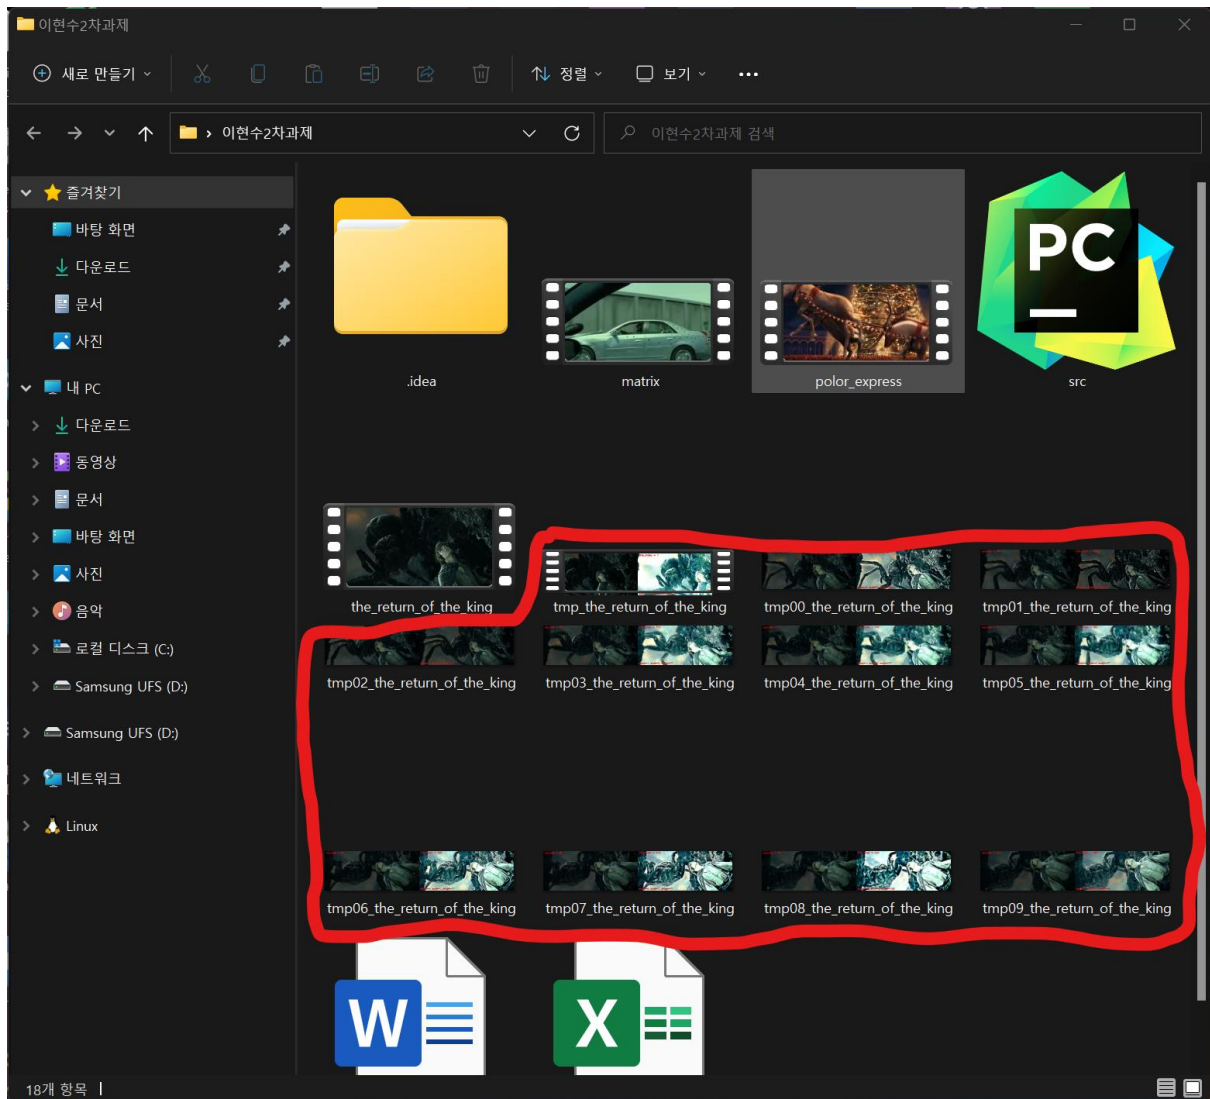 이현수2차과제
새로 만들기
정렬
보기
이현수2차과제
이현수2차과제 검색
즐겨찾기
바탕 화면
다운로드
문서
사진
내 PC
다운로드
동영상
문서
바탕 화면
사진
음악
로컬 디스크 (C:)
Samsung UFS (D:)
Samsung UFS (D:)
네트워크
Linux
.idea
matrix
polor_express
PC
src
the_return_of_the_king
tmp_the_return_of_the_king
tmp00_the_return_of_the_king
tmp01_the_return_of_the_king
tmp02_the_return_of_the_king
tmp03_the_return_of_the_king
tmp04_the_return_of_the_king
tmp05_the_return_of_the_king
tmp06_the_return_of_the_king
tmp07_the_return_of_the_king
tmp08_the_return_of_the_king
tmp09_the_return_of_the_king
W
X
18개 항목